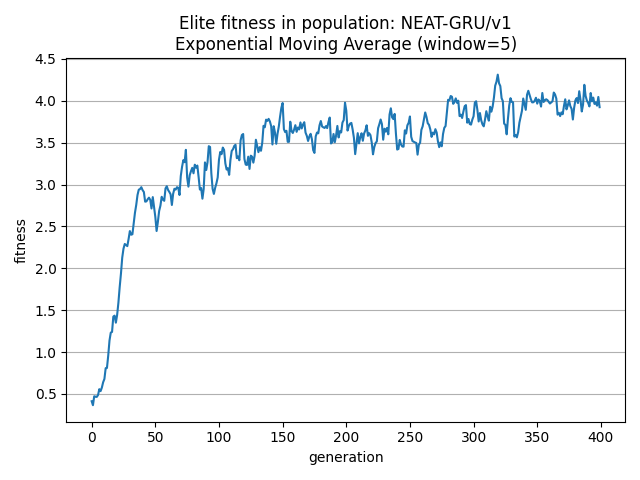 Elite fitness in population: NEAT-GRU/v1
Exponential Moving Average (window=5)
4.5
4.0
3.5
3.0
2.5
2.0
1.5
1.0
0.5
fitness
0 50 100 150 200 250 300 350 400
generation